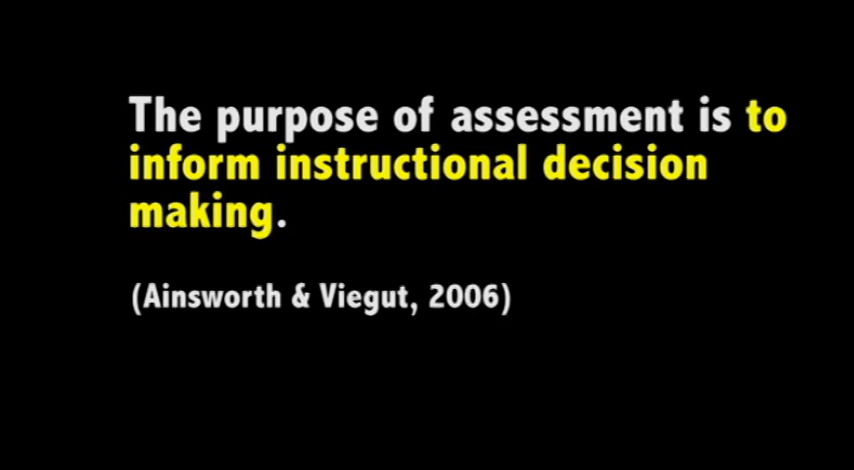 The purpose of assessment is to
inform instructional decision
making.
(Ainsworth & Viegut, 2006)